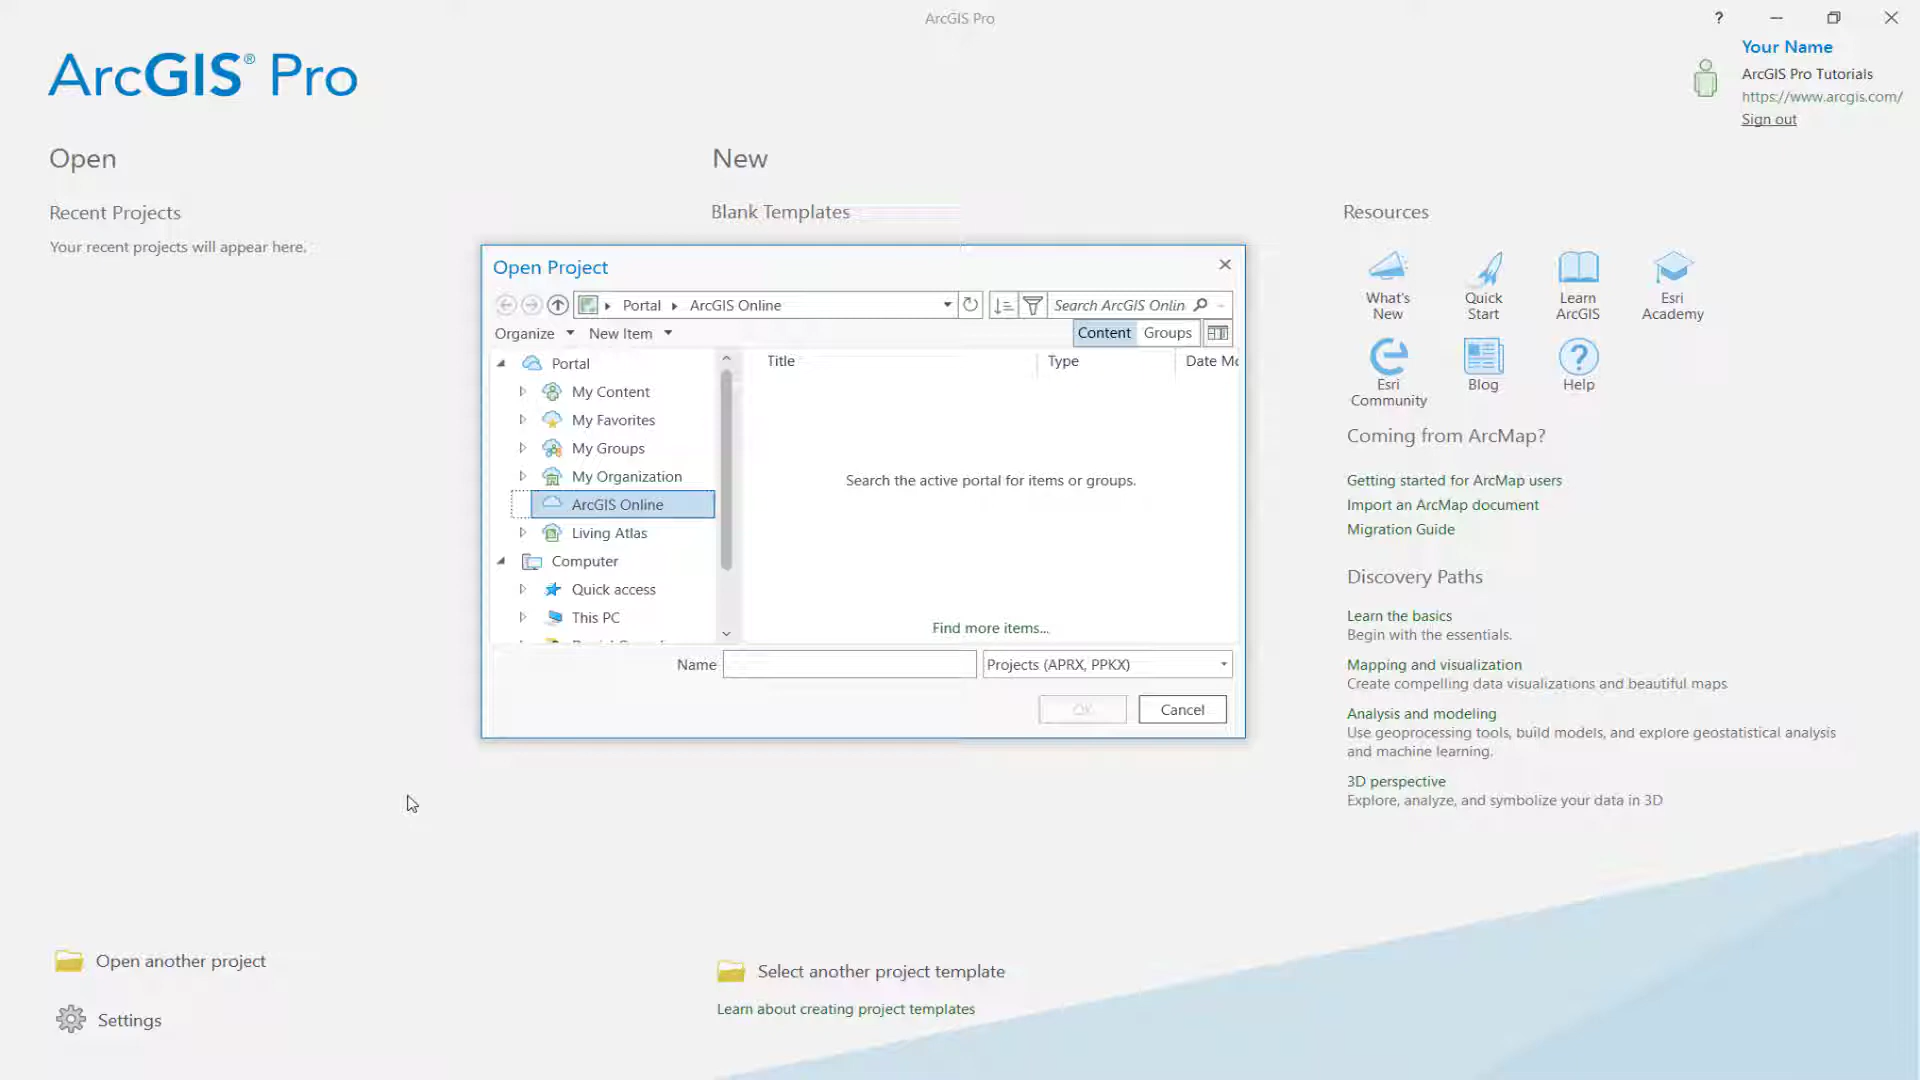 ArcGIS Pro
?
Your Name
ArcGIS Pro Tutorials
https://www.arcgis.com/
Sign out
ArcGIS® Pro
Open
New
Recent Projects
Your recent projects will appear here.
Blank Templates
Resources
What's New
Quick Start
Learn ArcGIS
Esri Academy
Esri Community
Blog
Help
Coming from ArcMap?
Getting started for ArcMap users
Import an ArcMap document
Migration Guide
Discovery Paths
Learn the basics
Begin with the essentials.
Mapping and visualization
Create compelling data visualizations and beautiful maps
Analysis and modeling
Use geoprocessing tools, build models, and explore geostatistical analysis
and machine learning.
3D perspective
Explore, analyze, and symbolize your data in 3D
Open Project
Portal ArcGIS Online
Search ArcGIS Onlin
Organize New Item
Content Groups
Portal
My Content
My Favorites
My Groups
My Organization
ArcGIS Online
Living Atlas
Computer
Quick access
This PC
Title Type Date Mo
Search the active portal for items or groups.
Find more items...
Name
Projects (APRX, PPKX)
OK
Cancel
Open another project
Settings
Select another project template
Learn about creating project templates